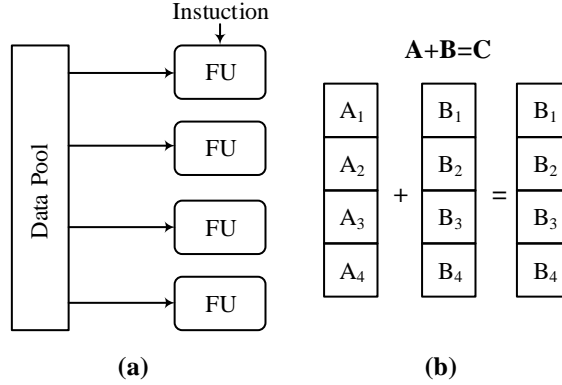 Instuction
FU
FU
FU
FU
Data Pool
(a)
A+B=C
A₁ B₁ B₁
A₂ B₂ B₂
+ =
A₃ B₃ B₃
A₄ B₄ B₄
(b)